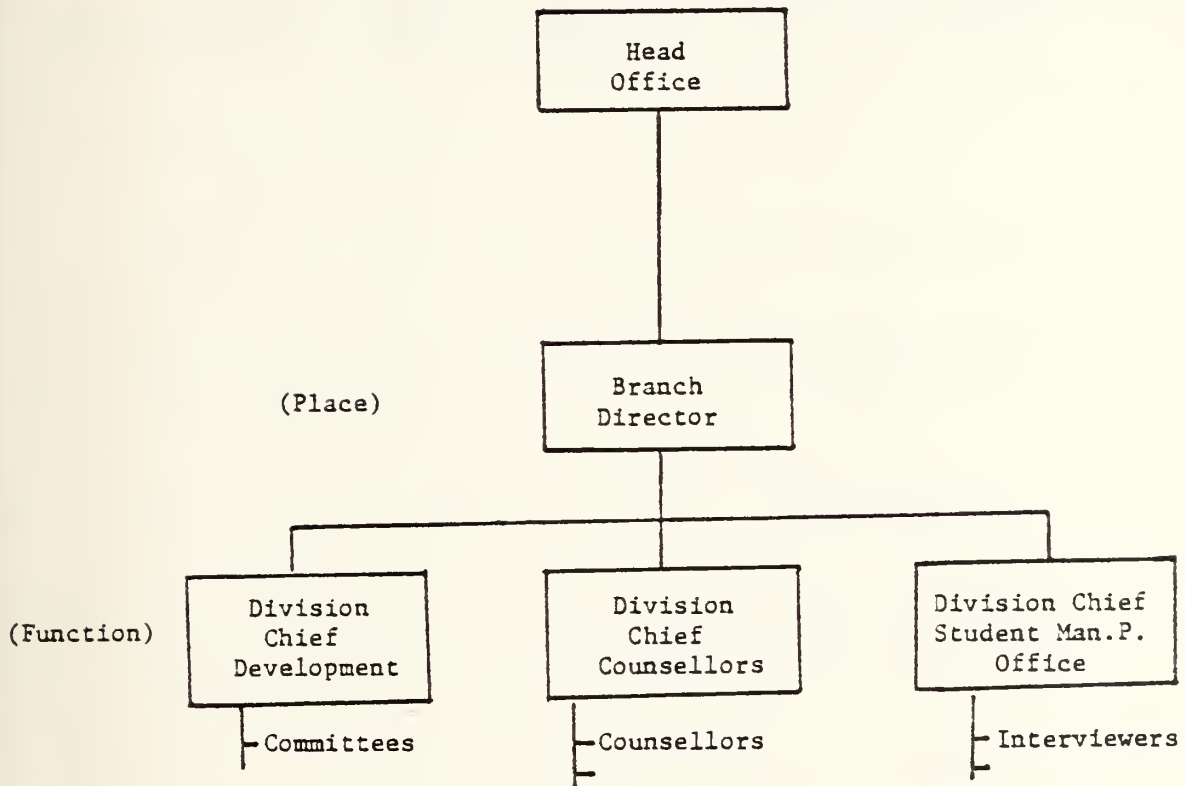 Head
Office
(Place)
Branch
Director
(Function)
Division
Chief
Development
Division
Chief
Counsellors
Division Chief
Student Man.P.
Office
Committees
Counsellors
Interviewers